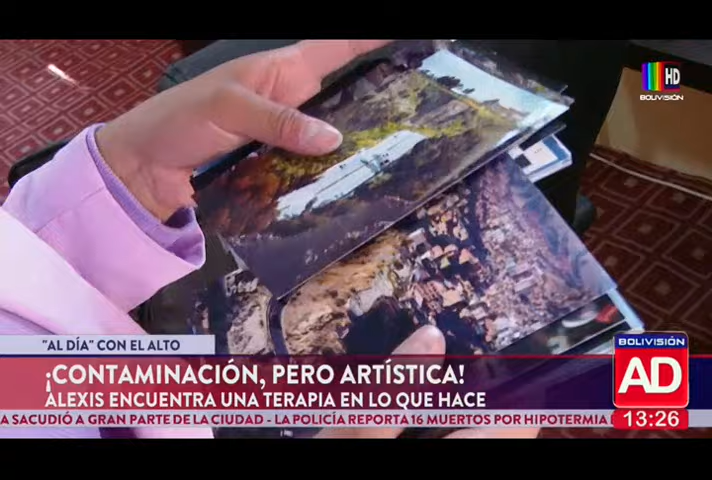 HD
BOLIVISIÓN
"AL DÍA" CON EL ALTO
¡CONTAMINACIÓN, PERO ARTÍSTICA!
ALEXIS ENCUENTRA UNA TERAPIA EN LO QUE HACE
BOLIVISIÓN
AD
A SACUDIÓ A GRAN PARTE DE LA CIUDAD - LA POLICÍA REPORTA 16 MUERTOS POR HIPOTERMIA
13:26